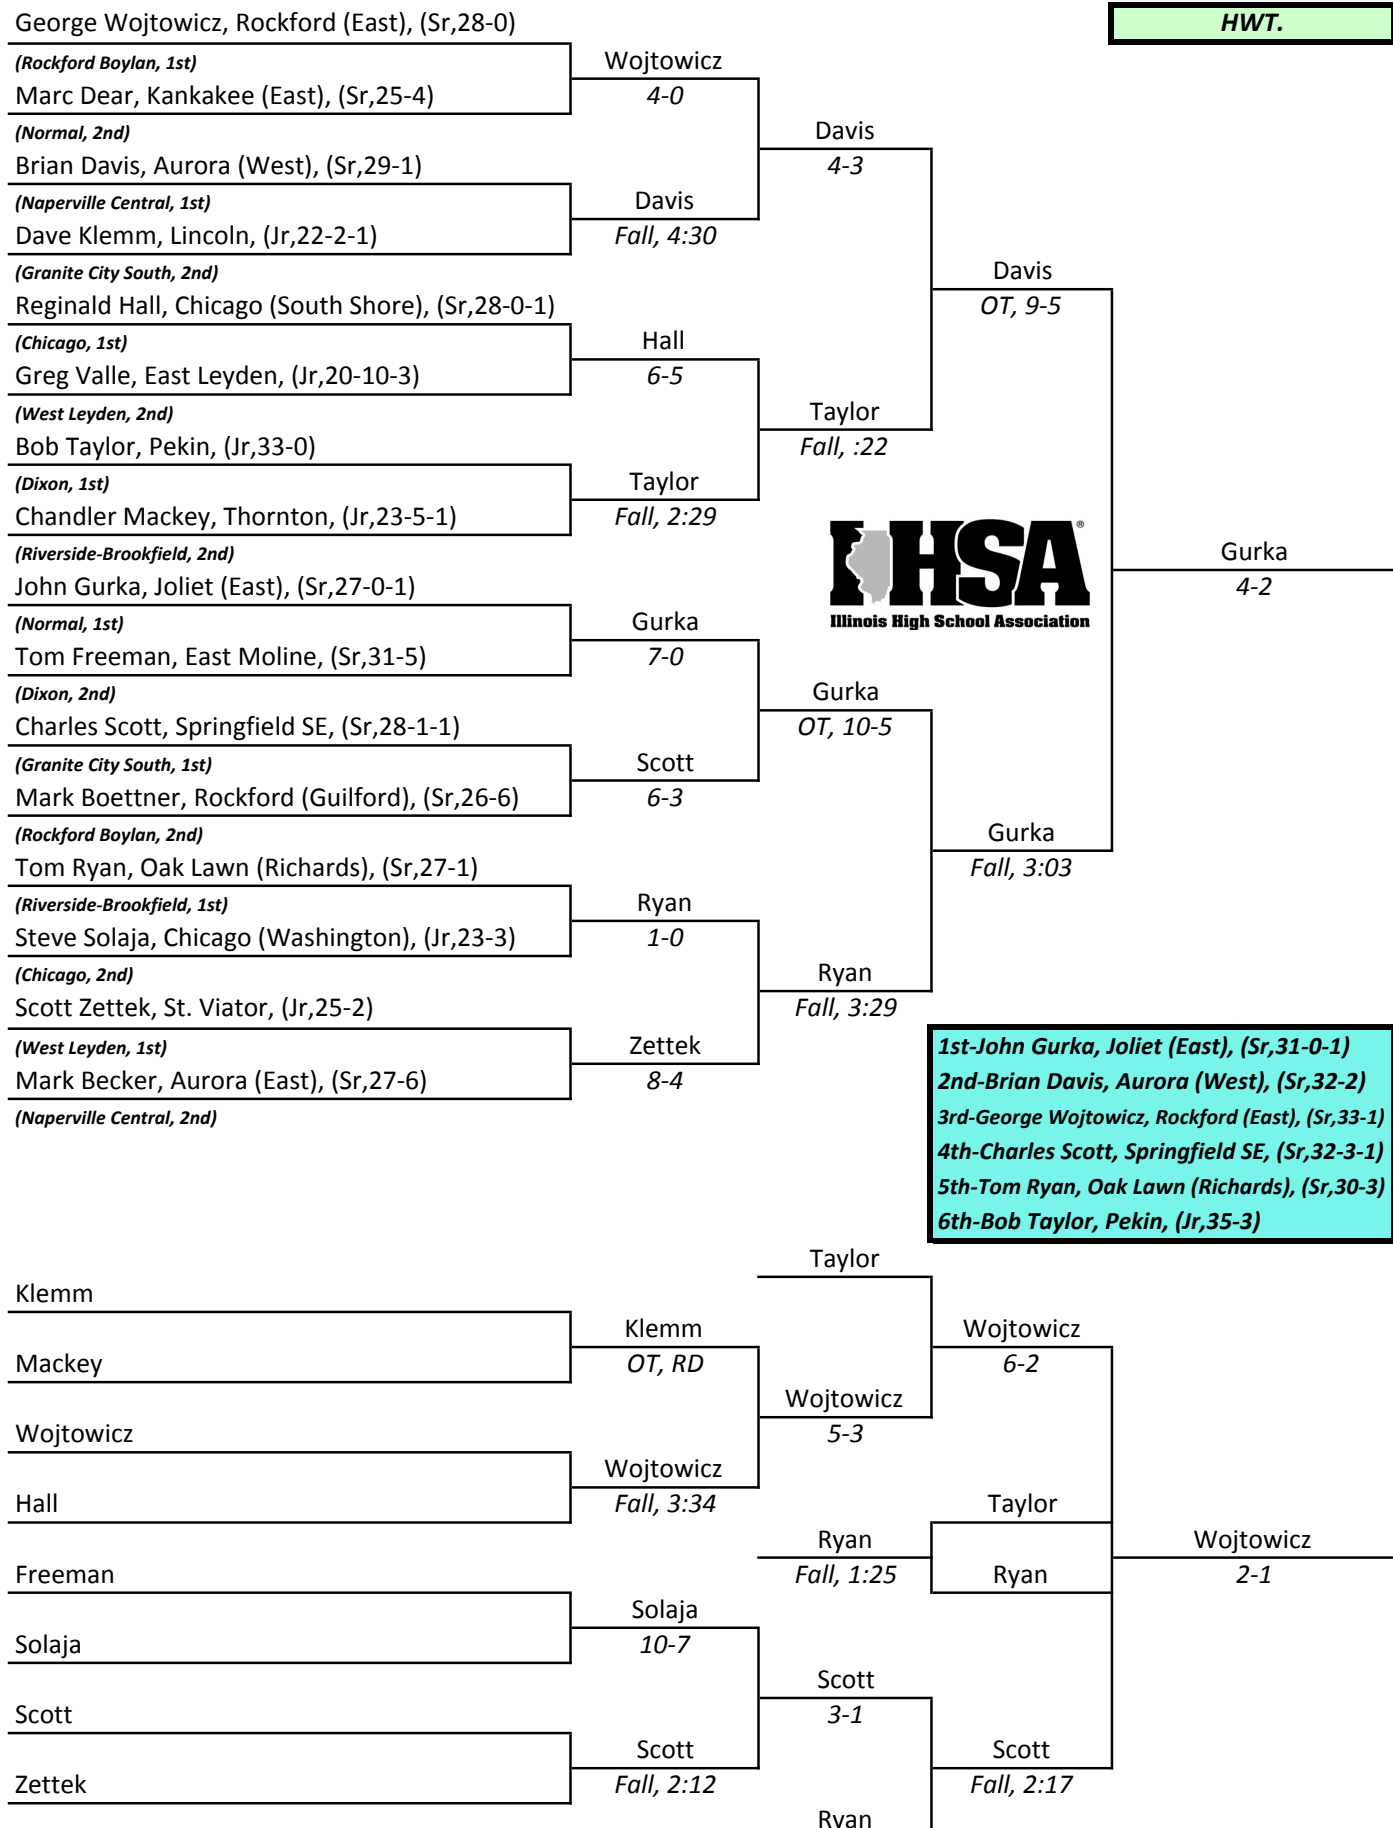 George Wojtowicz, Rockford (East), (Sr,28-0)
HWT.
(Rockford Boylan, 1st)
Wojtowicz
Marc Dear, Kankakee (East), (Sr,25-4)
4-0
(Normal, 2nd)
Davis
Brian Davis, Aurora (West), (Sr,29-1)
4-3
(Naperville Central, 1st)
Davis
Dave Klemm, Lincoln, (Jr,22-2-1)
Fall, 4:30
(Granite City South, 2nd)
Davis
Reginald Hall, Chicago (South Shore), (Sr,28-0-1)
OT, 9-5
(Chicago, 1st)
Hall
Greg Valle, East Leyden, (Jr,20-10-3)
6-5
(West Leyden, 2nd)
Taylor
Bob Taylor, Pekin, (Jr,33-0)
Fall, :22
(Dixon, 1st)
Taylor
Chandler Mackey, Thornton, (Jr,23-5-1)
Fall, 2:29
IHSA®
Illinois High School Association
(Riverside-Brookfield, 2nd)
Gurka
John Gurka, Joliet (East), (Sr,27-0-1)
4-2
(Normal, 1st)
Gurka
Tom Freeman, East Moline, (Sr,31-5)
7-0
(Dixon, 2nd)
Gurka
Charles Scott, Springfield SE, (Sr,28-1-1)
OT, 10-5
(Granite City South, 1st)
Scott
Mark Boettner, Rockford (Guilford), (Sr,26-6)
6-3
(Rockford Boylan, 2nd)
Gurka
Tom Ryan, Oak Lawn (Richards), (Sr,27-1)
Fall, 3:03
(Riverside-Brookfield, 1st)
Ryan
Steve Solaja, Chicago (Washington), (Jr,23-3)
1-0
(Chicago, 2nd)
Ryan
Scott Zettek, St. Viator, (Jr,25-2)
Fall, 3:29
(West Leyden, 1st)
Zettek
Mark Becker, Aurora (East), (Sr,27-6)
8-4
(Naperville Central, 2nd)
1st-John Gurka, Joliet (East), (Sr,31-0-1)
2nd-Brian Davis, Aurora (West), (Sr,32-2)
3rd-George Wojtowicz, Rockford (East), (Sr,33-1)
4th-Charles Scott, Springfield SE, (Sr,32-3-1)
5th-Tom Ryan, Oak Lawn (Richards), (Sr,30-3)
6th-Bob Taylor, Pekin, (Jr,35-3)
Taylor
Klemm
Klemm
Wojtowicz
Mackey
OT, RD
6-2
Wojtowicz
Wojtowicz
5-3
Wojtowicz
Hall
Fall, 3:34
Taylor
Ryan
Wojtowicz
Freeman
Fall, 1:25
Ryan
2-1
Solaja
Solaja
10-7
Scott
Scott
3-1
Scott
Scott
Zettek
Fall, 2:12
Fall, 2:17
Ryan